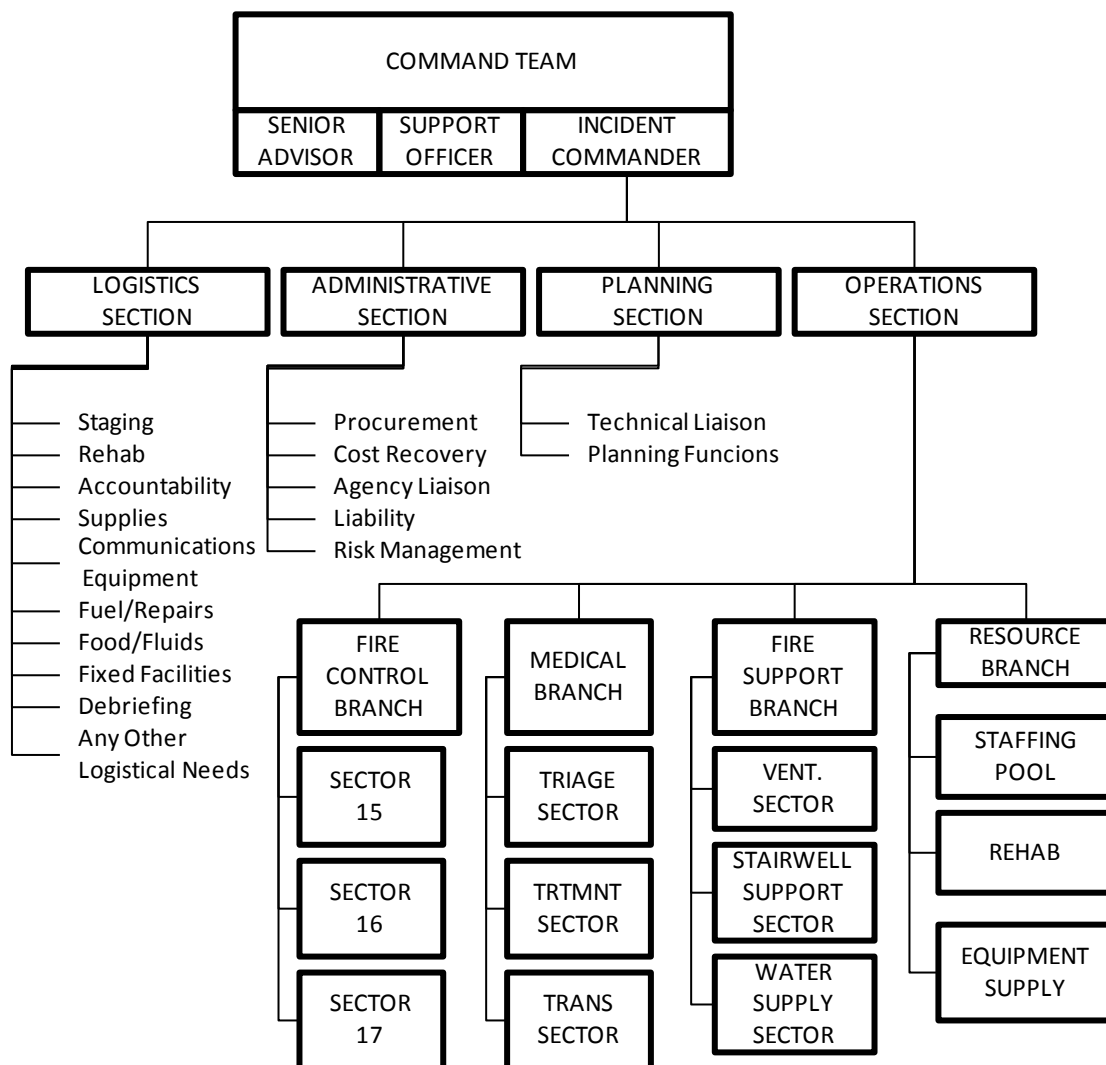 COMMAND TEAM
SENIOR
ADVISOR
SUPPORT
OFFICER
INCIDENT
COMMANDER
LOGISTICS
SECTION
ADMINISTRATIVE
SECTION
PLANNING
SECTION
OPERATIONS
SECTION
Staging
Rehab
Accountability
Supplies
Communications
Equipment
Fuel/Repairs
Food/Fluids
Fixed Facilities
Debriefing
Any Other
Logistical Needs
Procurement
Cost Recovery
Agency Liaison
Liability
Risk Management
Technical Liaison
Planning Funcions
FIRE
CONTROL
BRANCH
SECTOR
15
SECTOR
16
SECTOR
17
MEDICAL
BRANCH
TRIAGE
SECTOR
TRTMNT
SECTOR
TRANS
SECTOR
FIRE
SUPPORT
BRANCH
VENT.
SECTOR
STAIRWELL
SUPPORT
SECTOR
WATER
SUPPLY
SECTOR
RESOURCE
BRANCH
STAFFING
POOL
REHAB
EQUIPMENT
SUPPLY